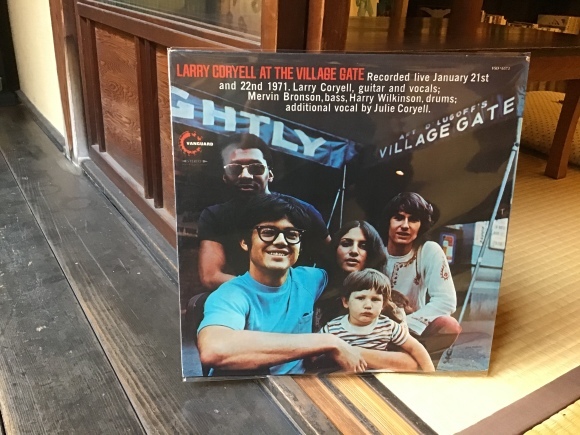 LARRY CORYELL AT THE VILLAGE GATE Recorded live January 21st
and 22nd 1971. Larry Coryell, guitar and vocals;
Mervin Bronson, bass, Harry Wilkinson, drums;
additional vocal by Julie Coryell.
GHTLY
VILLAGE GATE
VANGUARD